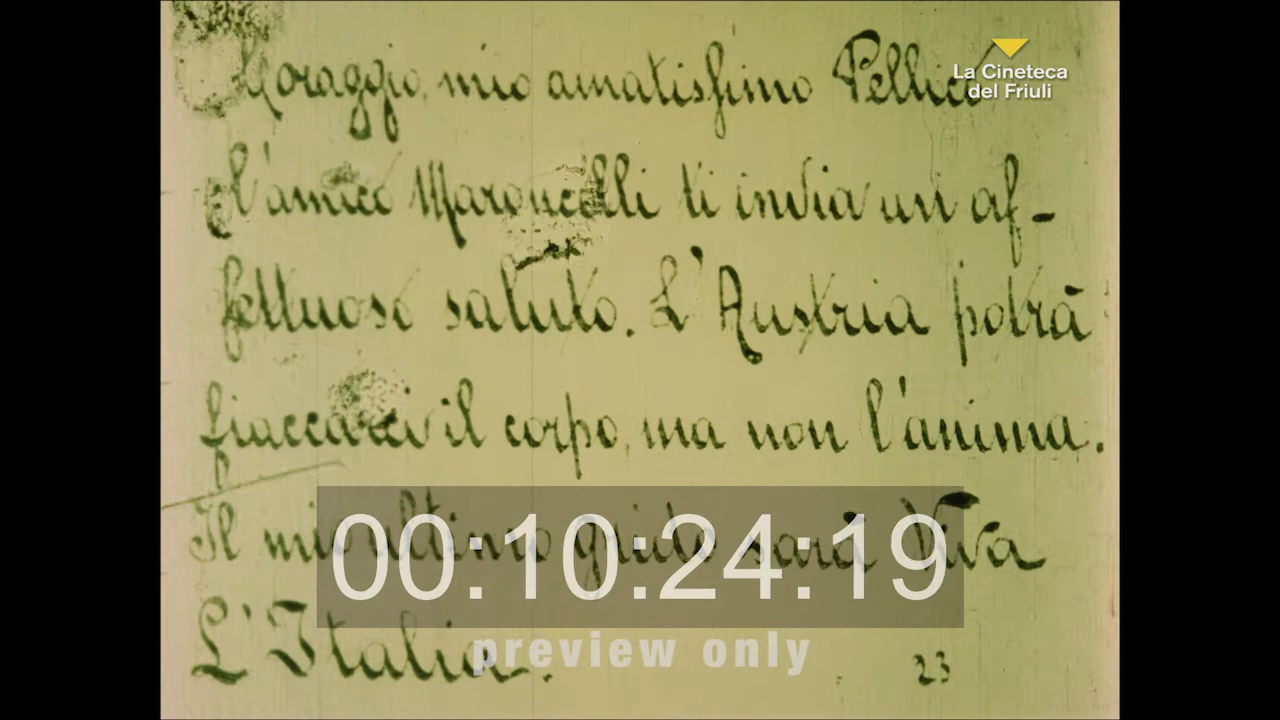 Coraggio, mio amatissimo Pellico
La Cineteca
del Friuli
l'amico Maroncelli ti invia un af-
fettuoso saluto. L'Austria potrà
fiaccarci il corpo, ma non l'anima.
Il mio ultimo grido sarà Viva
00:10:24:19
L'Italia.
preview only
23